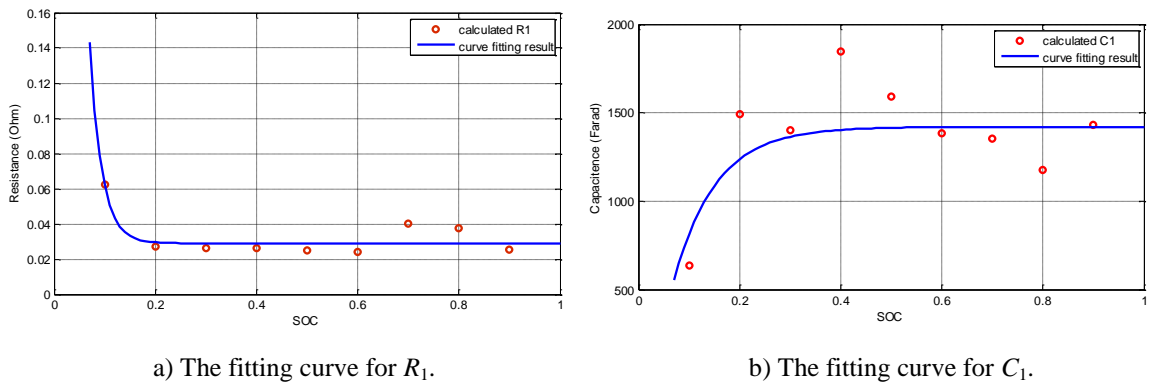 0.16
0.14
0.12
0.1
0.08
0.06
0.04
0.02
0
0
0.2
0.4
0.6
0.8
1
Resistance (Ohm)
SOC
calculated R1
curve fitting result
2000
1500
1000
500
0
0.2
0.4
0.6
0.8
1
Capacitence (Farad)
SOC
calculated C1
curve fitting result
a) The fitting curve for R1.
b) The fitting curve for C1.